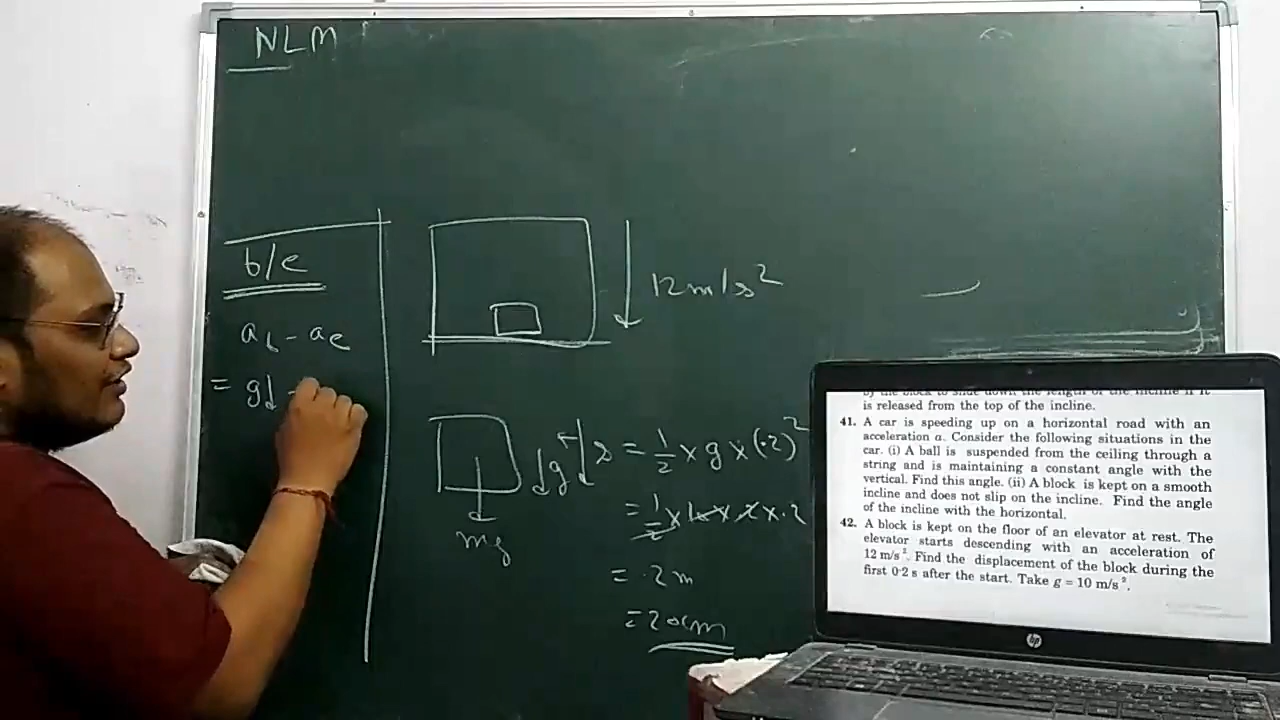 NLM
b/e
a_b - a_e
= g↓ -
12 m/s²
mg
↓g
s = 1/2 × g × (.2)²
= 1/2 × 10 × .2 × .2
= .2 m
= 20 cm
is released from the top of the incline.
41. A car is speeding up on a horizontal road with an
acceleration a. Consider the following situations in the
car. (i) A ball is suspended from the ceiling through a
string and is maintaining a constant angle with the
vertical. Find this angle. (ii) A block is kept on a smooth
incline and does not slip on the incline. Find the angle
of the incline with the horizontal.
42. A block is kept on the floor of an elevator at rest. The
elevator starts descending with an acceleration of
12 m/s². Find the displacement of the block during the
first 0·2 s after the start. Take g = 10 m/s².
hp